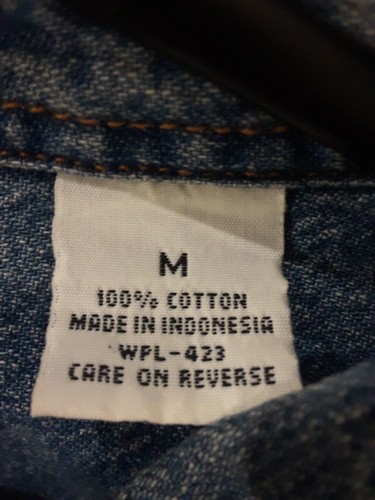 M
100% COTTON
MADE IN INDONESIA
WPL-423
CARE ON REVERSE